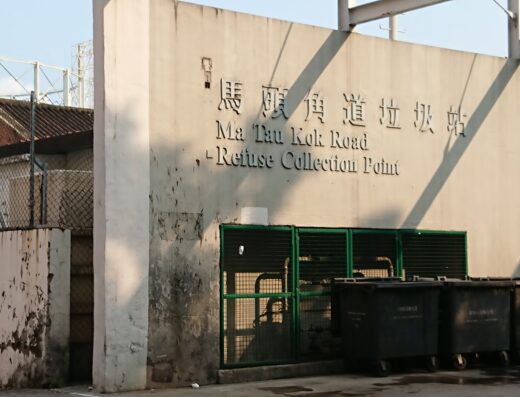 馬頭角道垃圾站
Ma Tau Kok Road
Refuse Collection Point